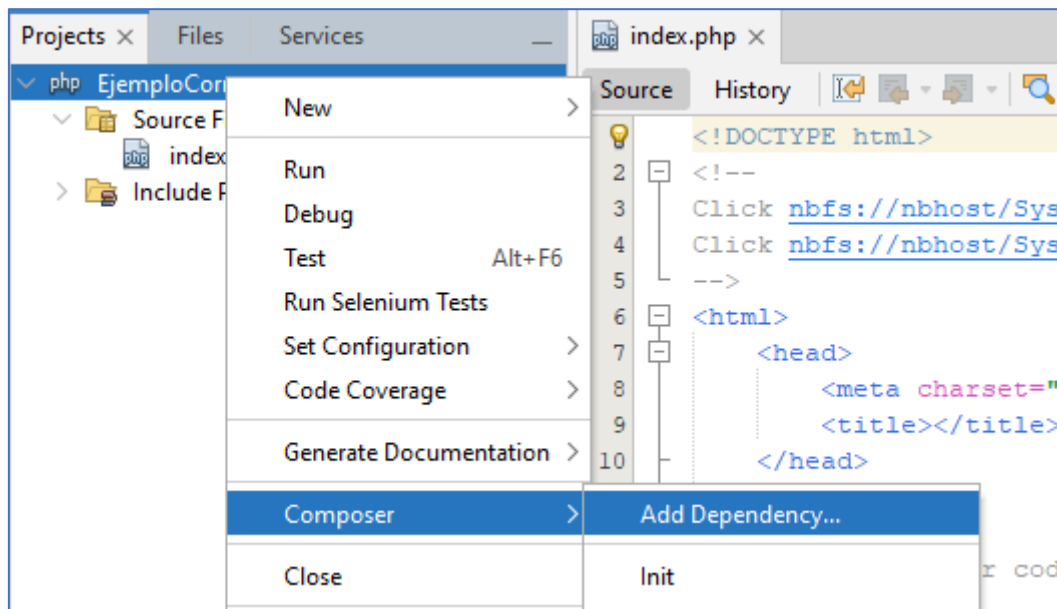 Projects Files Services
php EjemploCor
Source F
index
Include P
New
Run
Debug
Test Alt+F6
Run Selenium Tests
Set Configuration
Code Coverage
Generate Documentation
Composer
Close
Add Dependency...
Init
index.php
Source History
<!DOCTYPE html>
2 <!--
3 Click nbfs://nbhost/Sys
4 Click nbfs://nbhost/Sys
5 -->
6 <html>
7 <head>
8 <meta charset="
9 <title></title>
10 </head>
r cod